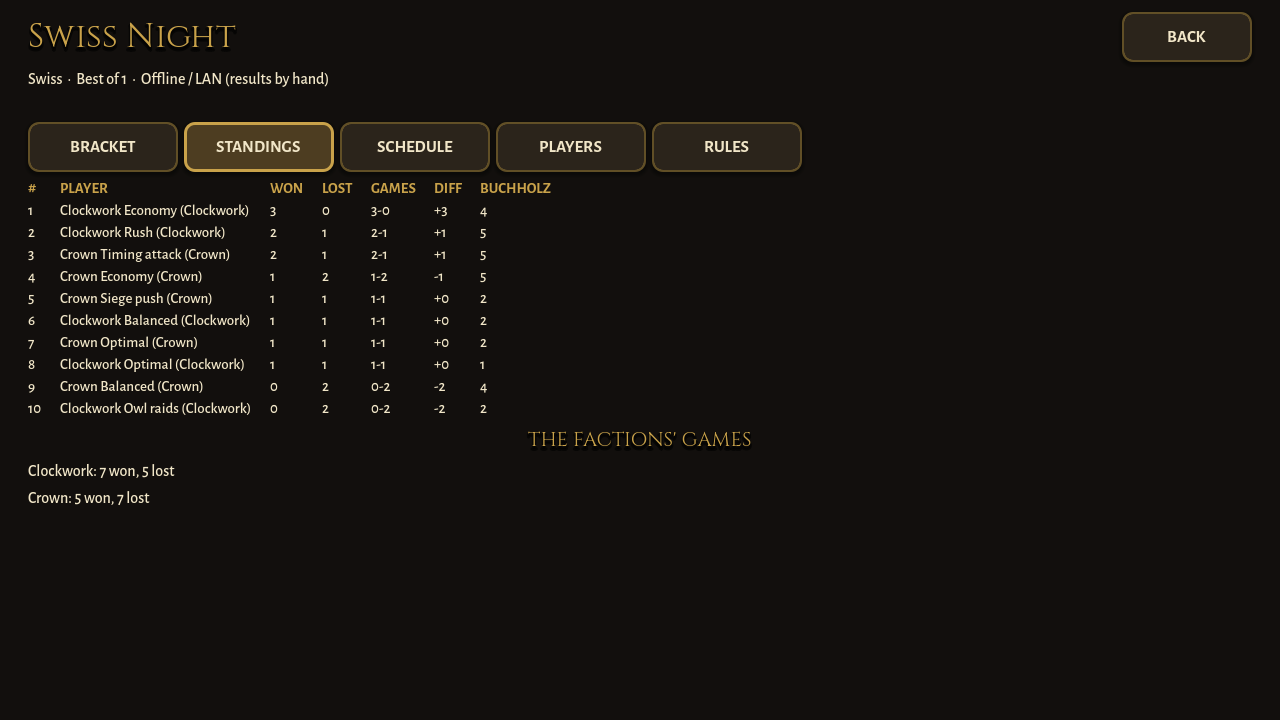 Swiss Night
BACK
Swiss · Best of 1 · Offline / LAN (results by hand)
BRACKET STANDINGS SCHEDULE PLAYERS RULES
# PLAYER WON LOST GAMES DIFF BUCHHOLZ
1 Clockwork Economy (Clockwork) 3 0 3-0 +3 4
2 Clockwork Rush (Clockwork) 2 1 2-1 +1 5
3 Crown Timing attack (Crown) 2 1 2-1 +1 5
4 Crown Economy (Crown) 1 2 1-2 -1 5
5 Crown Siege push (Crown) 1 1 1-1 +0 2
6 Clockwork Balanced (Clockwork) 1 1 1-1 +0 2
7 Crown Optimal (Crown) 1 1 1-1 +0 2
8 Clockwork Optimal (Clockwork) 1 1 1-1 +0 1
9 Crown Balanced (Crown) 0 2 0-2 -2 4
10 Clockwork Owl raids (Clockwork) 0 2 0-2 -2 2
THE FACTIONS' GAMES
Clockwork: 7 won, 5 lost
Crown: 5 won, 7 lost